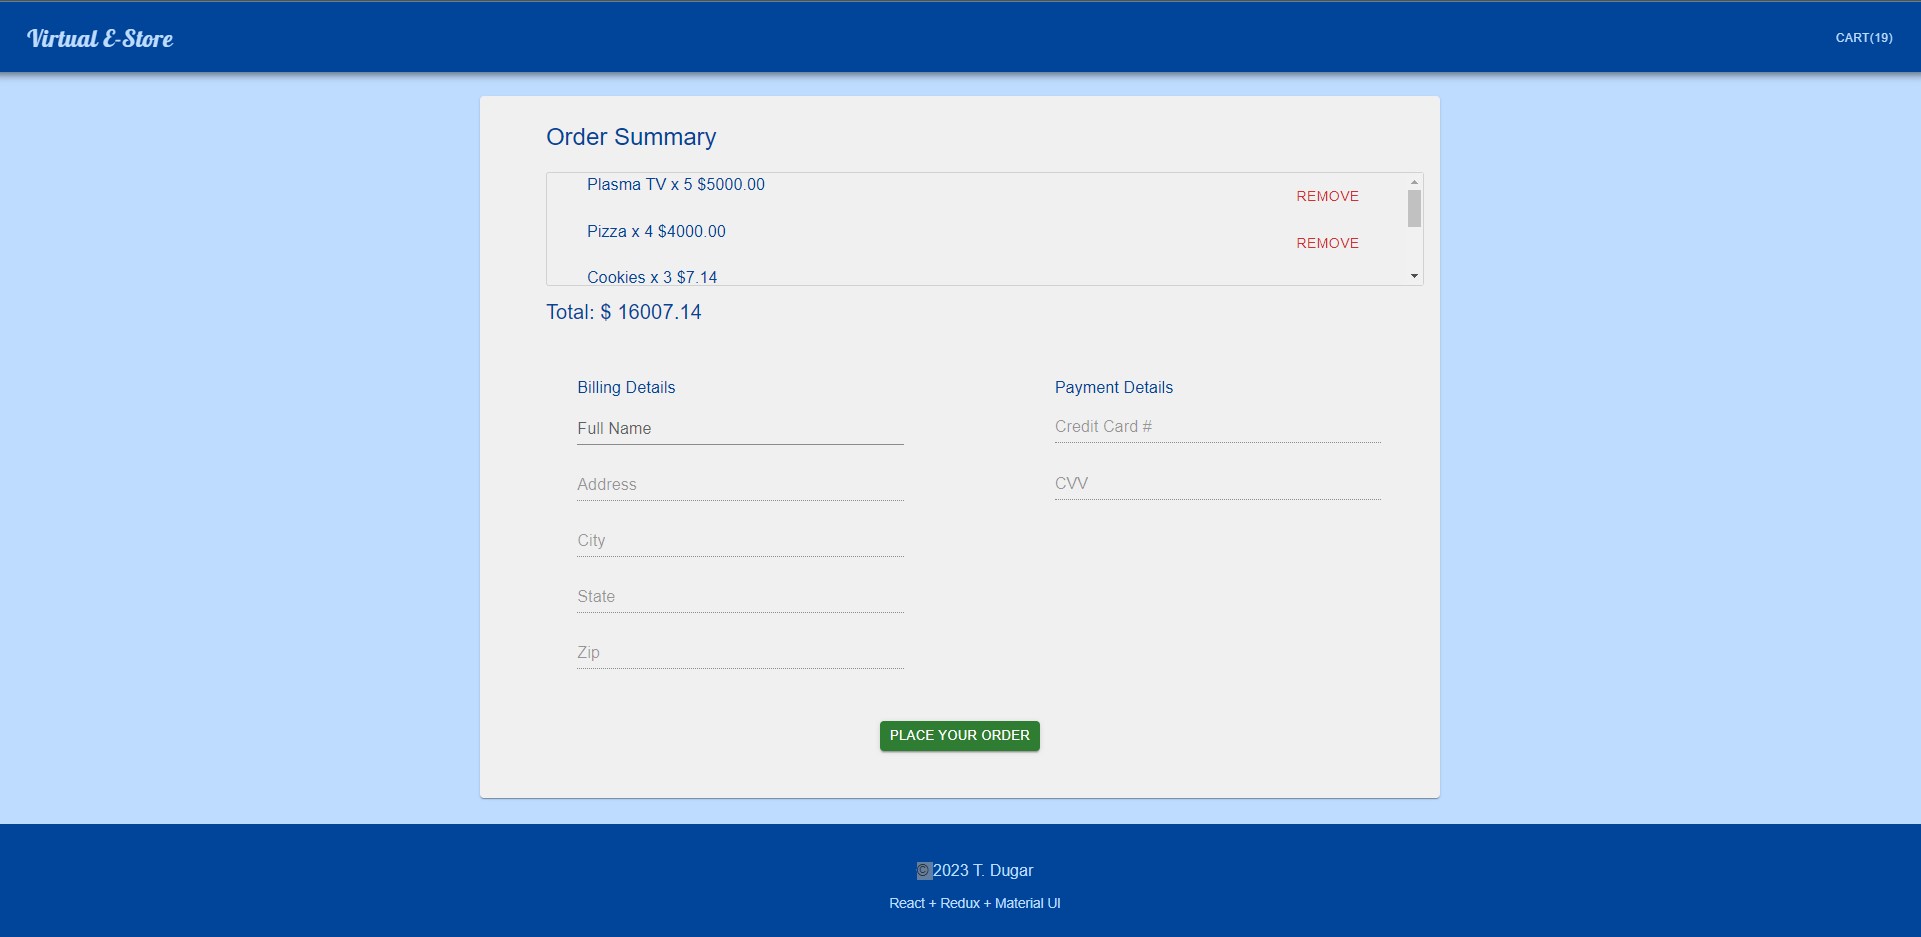 Virtual E-Store
CART(19)
Order Summary
Plasma TV x 5 $5000.00
REMOVE
Pizza x 4 $4000.00
REMOVE
Cookies x 3 $7.14
Total: $ 16007.14
Billing Details
Payment Details
Full Name
Credit Card #
Address
CVV
City
State
Zip
PLACE YOUR ORDER
© 2023 T. Dugar
React + Redux + Material UI